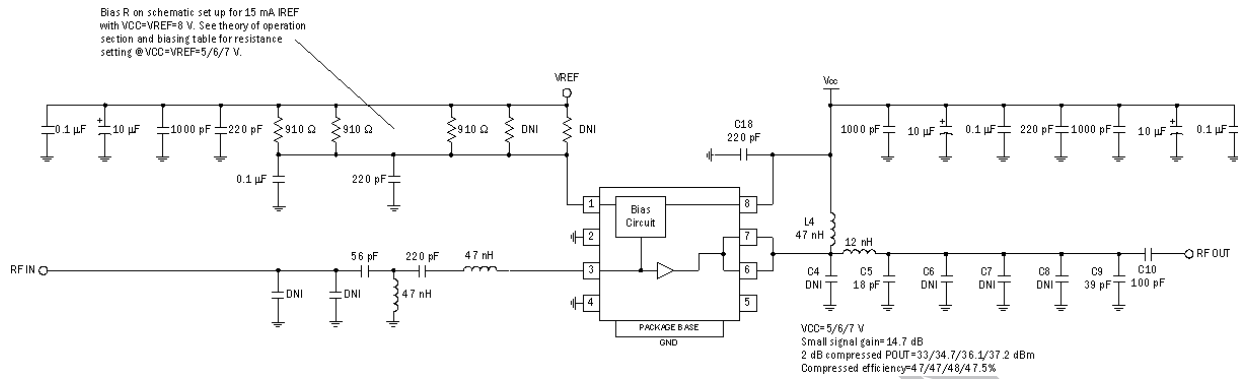 Bias R on schematic set up for 15 mA IREF
with VCC=VREF=8 V. See theory of operation
section and biasing table for resistance
setting @ VCC=VREF=5/6/7 V.
VREF
Vcc
0.1 µF
+
10 µF
1000 pF
220 pF
910 Ω
910 Ω
910 Ω
DNI
DNI
C18
220 pF
1000 pF
10 µF
+
0.1 µF
220 pF
1000 pF
10 µF
+
0.1 µF
0.1 µF
220 pF
1
Bias
Circuit
8
2
7
L4
47 nH
12 nH
RF IN
56 pF
220 pF
47 nH
3
6
RF OUT
DNI
DNI
47 nH
4
5
C4
DNI
C5
18 pF
C6
DNI
C7
DNI
C8
DNI
C9
39 pF
C10
100 pF
PACKAGE BASE
GND
VCC=5/6/7 V
Small signal gain=14.7 dB
2 dB compressed POUT=33/34.7/36.1/37.2 dBm
Compressed efficiency=47/47/48/47.5%